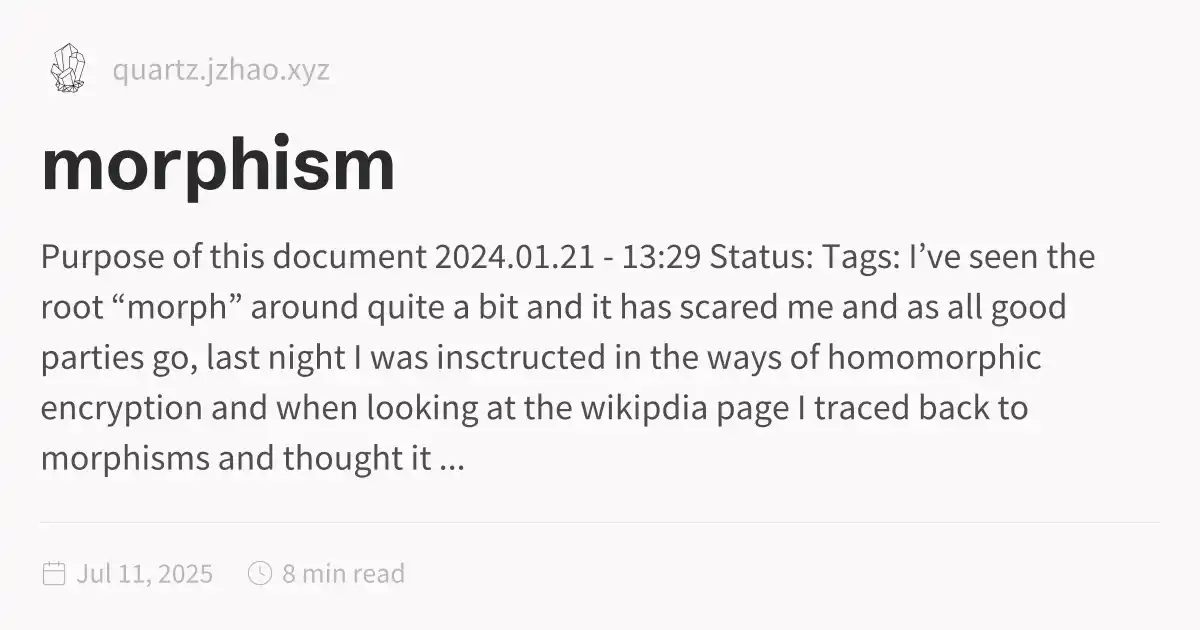 quartz.jzhao.xyz
morphism
Purpose of this document 2024.01.21 - 13:29 Status: Tags: I’ve seen the
root “morph” around quite a bit and it has scared me and as all good
parties go, last night I was insctructed in the ways of homomorphic
encryption and when looking at the wikipdia page I traced back to
morphisms and thought it ...
Jul 11, 2025 8 min read